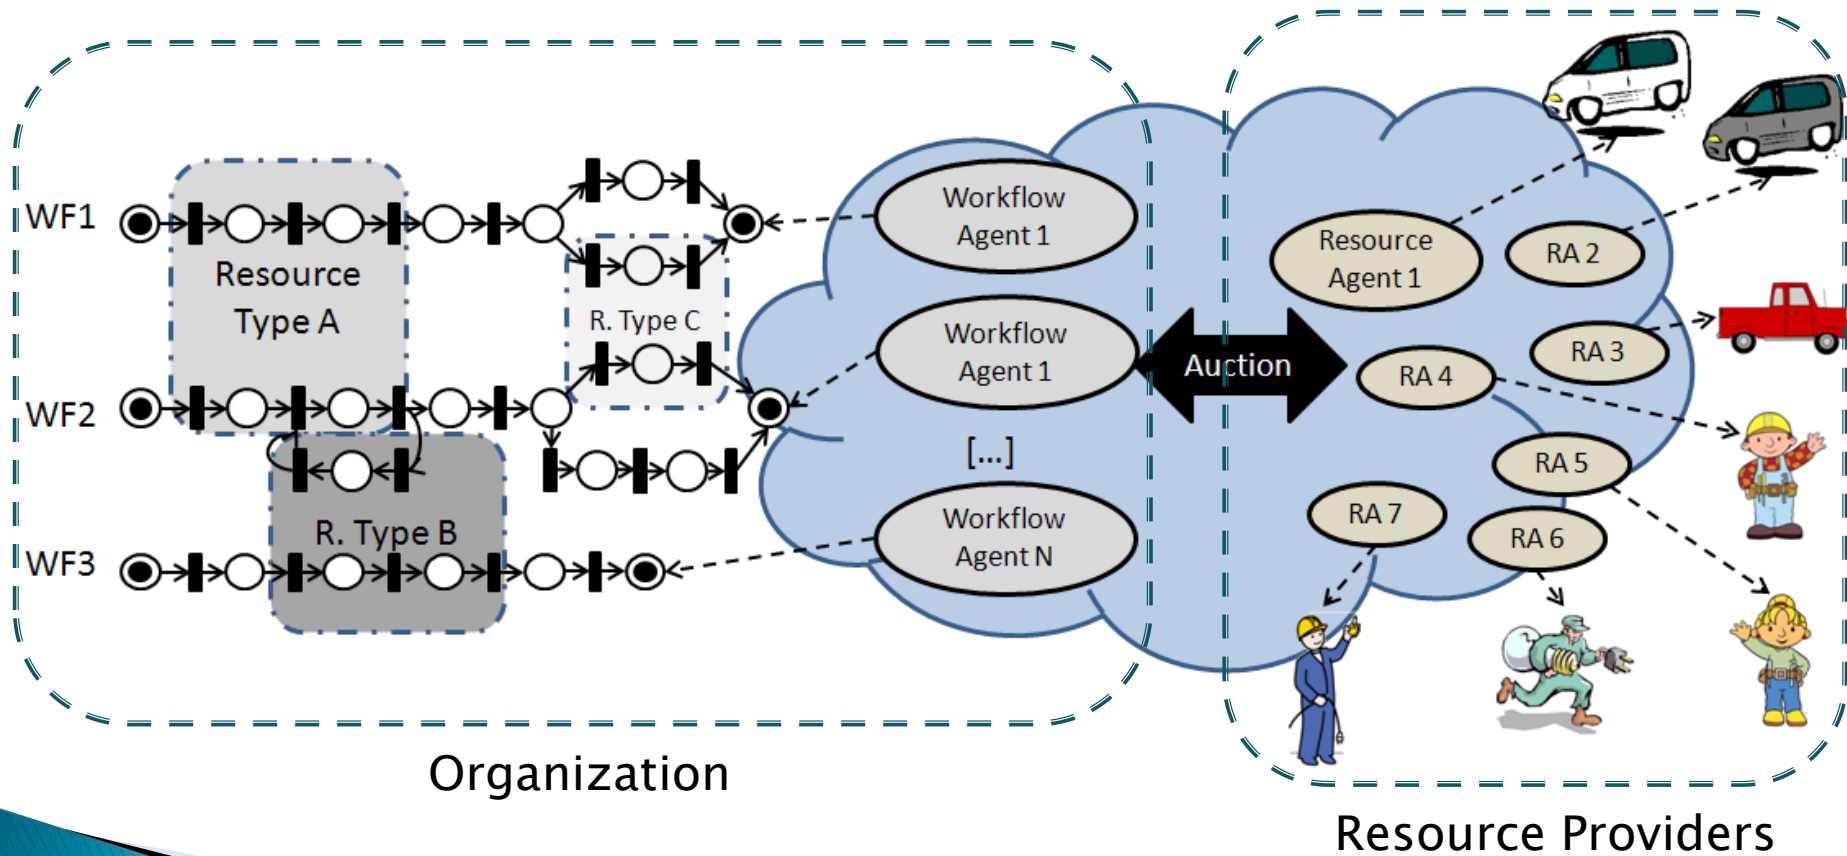 WF1
Resource
Type A
R. Type C
WF2
R. Type B
WF3
Workflow
Agent 1
Workflow
Agent 1
[...]
Workflow
Agent N
Auction
Resource
Agent 1
RA 2
RA 3
RA 4
RA 5
RA 7
RA 6
Organization
Resource Providers